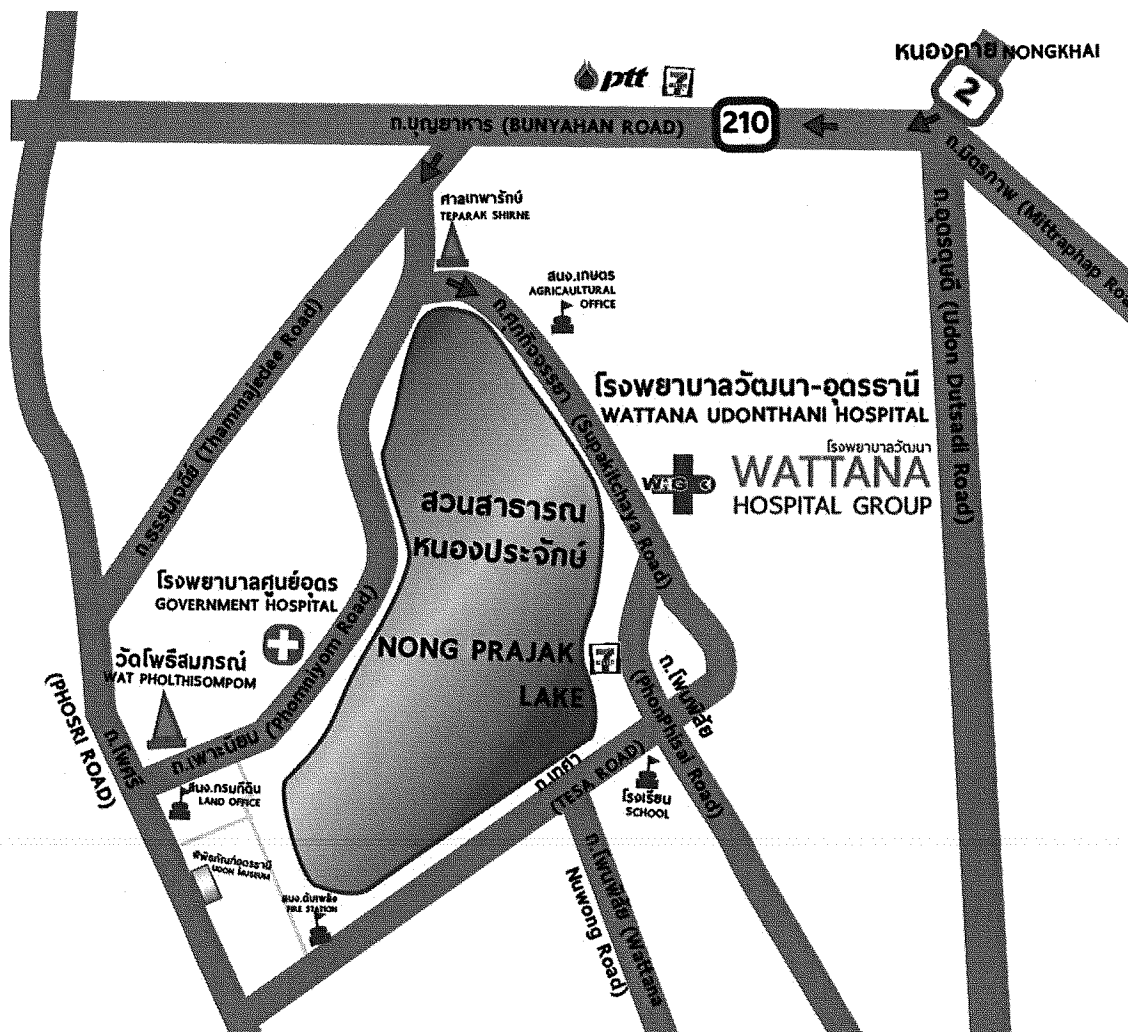 หนองคาย NONGKHAI
2
ptt
7
ถ.บุญยาหาร (BUNYAHAN ROAD)
210
ถ.มิตรภาพ (Mittraphap Road
ศาลเทพารักษ์
TEPARAK SHIRNE
สนง.เกษตร
AGRICAULTURAL
OFFICE
ถ.อุดรดุษดี (Udon Dutsadi Road)
ถ.ศุภกิจจรรยา (Supakitchaya Road)
ถ.ธรรมเจดีย์ (Thammajedee Road)
โรงพยาบาลวัฒนา-อุดรธานี
WATTANA UDONTHANI HOSPITAL
โรงพยาบาลวัฒนา
WHG
WATTANA
HOSPITAL GROUP
สวนสาธารณ
หนองประจักษ์
โรงพยาบาลศูนย์อุดร
GOVERNMENT HOSPITAL
NONG PRAJAK
LAKE
7
วัดโพธิ์สมภรณ์
WAT PHOLTHISOMPOM
(PHOSRI ROAD)
ถ.โพศรี
ถ.เพาะนิยม (Phomniyom Road)
ถ.โพนพิสัย
(PhonPhisai Road)
ถ.เทศา
(TESA ROAD)
สนง.กรมที่ดิน
LAND OFFICE
โรงเรียน
SCHOOL
พิพิธภัณฑ์อุดรธานี
UDON MUSEUM
สนง.ดับเพลิง
FIRE STATION
ถ.โพนพิสัย (Wattana
Nuwong Road)